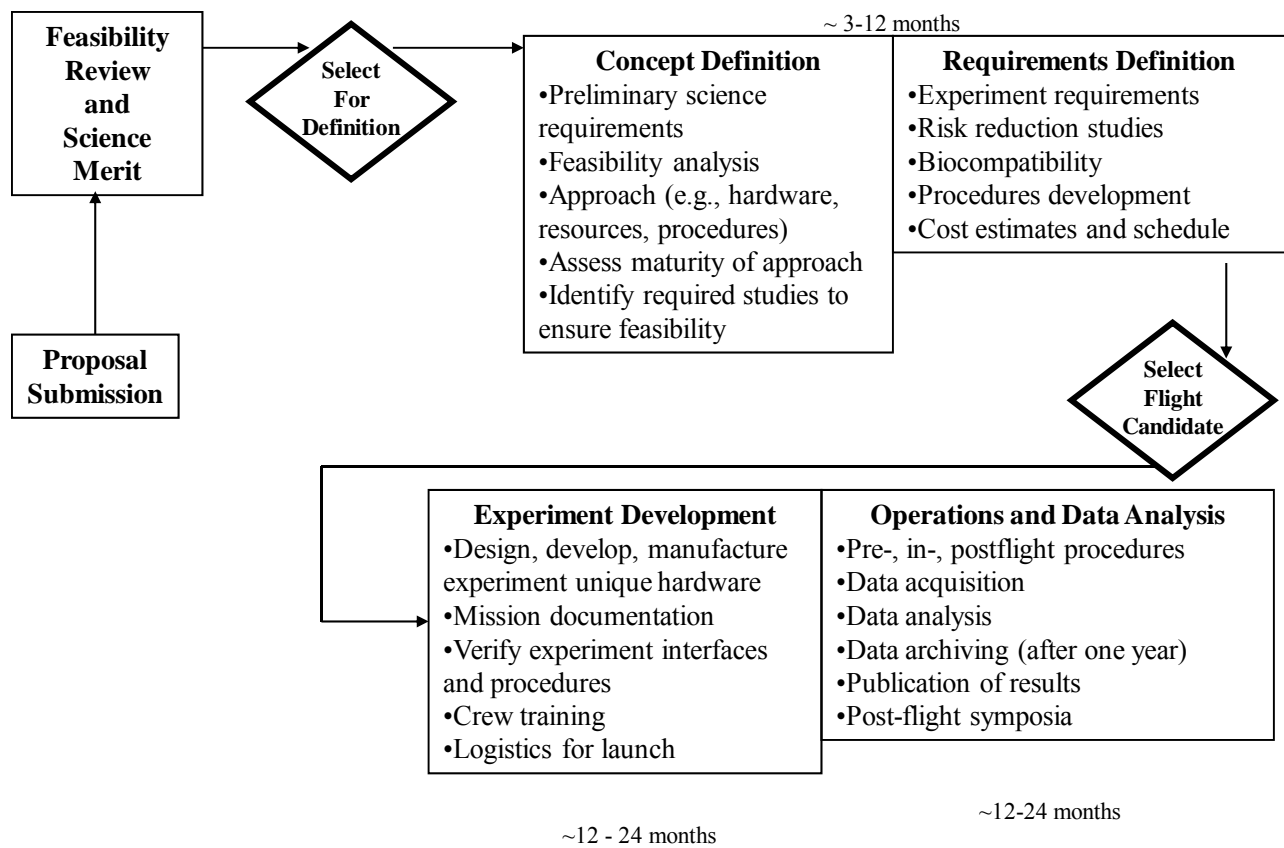 Feasibility
Review
and
Science
Merit
Select
For
Definition
~ 3-12 months
Concept Definition
•Preliminary science
requirements
•Feasibility analysis
•Approach (e.g., hardware,
resources, procedures)
•Assess maturity of approach
•Identify required studies to
ensure feasibility
Requirements Definition
•Experiment requirements
•Risk reduction studies
•Biocompatibility
•Procedures development
•Cost estimates and schedule
Proposal
Submission
Select
Flight
Candidate
Experiment Development
•Design, develop, manufacture
experiment unique hardware
•Mission documentation
•Verify experiment interfaces
and procedures
•Crew training
•Logistics for launch
Operations and Data Analysis
•Pre-, in-, postflight procedures
•Data acquisition
•Data analysis
•Data archiving (after one year)
•Publication of results
•Post-flight symposia
~12 - 24 months
~12-24 months